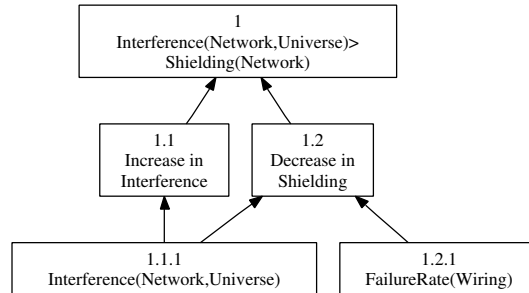 1
Interference(Network,Universe)>
Shielding(Network)
1.1
Increase in
Interference
1.2
Decrease in
Shielding
1.1.1
Interference(Network,Universe)
1.2.1
FailureRate(Wiring)